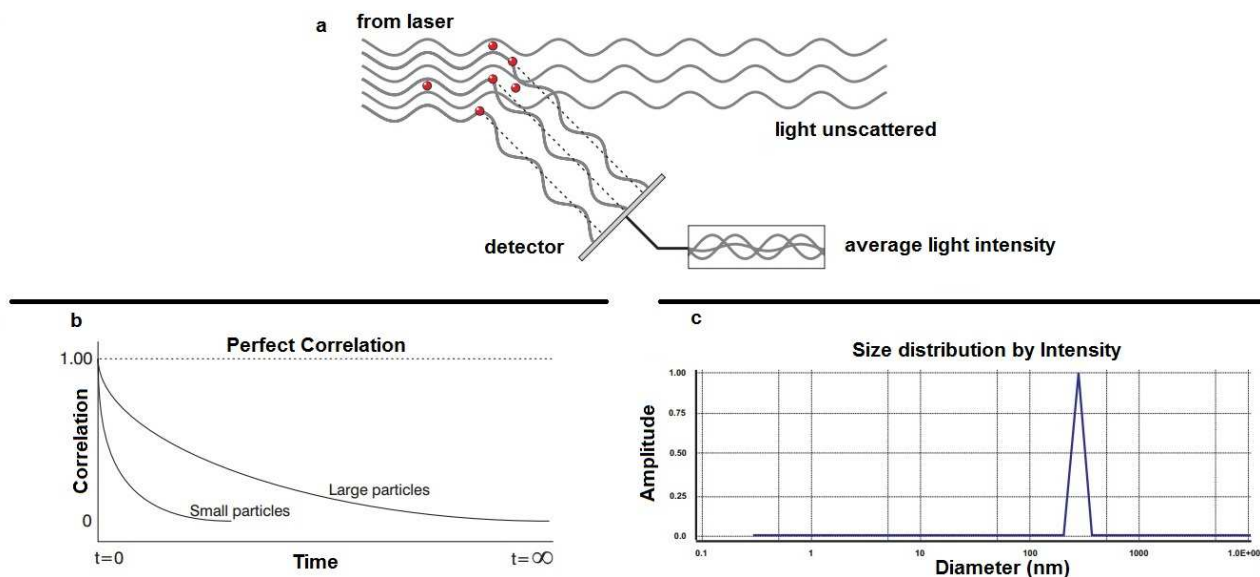 a
from laser
light unscattered
detector
average light intensity
b
Perfect Correlation
1.00
Correlation
Large particles
Small particles
0
t=0
Time
t=∞
c
Size distribution by Intensity
1.00
0.75
0.50
0.25
0.0
Amplitude
0.1
1
10
100
1000
1.0E+00
Diameter (nm)